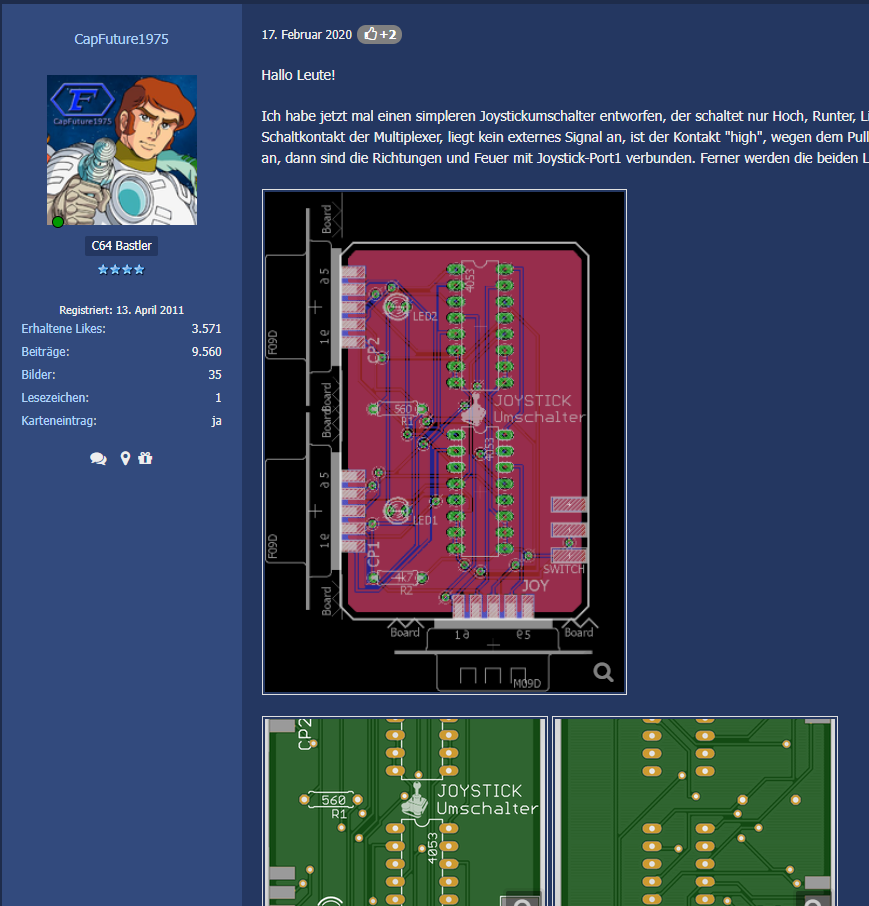 CapFuture1975
F
CapFuture1975
C64 Bastler
Registriert: 13. April 2011
Erhaltene Likes: 3.571
Beiträge: 9.560
Bilder: 35
Lesezeichen: 1
Karteneintrag: ja
17. Februar 2020 +2
Hallo Leute!
Ich habe jetzt mal einen simpleren Joystickumschalter entworfen, der schaltet nur Hoch, Runter, Li
Schaltkontakt der Multiplexer, liegt kein externes Signal an, ist der Kontakt "high", wegen dem Pull
an, dann sind die Richtungen und Feuer mit Joystick-Port1 verbunden. Ferner werden die beiden L
Board
a5
4053
LED2
1e
CP2
F09D
Board
Board
560
R1
JOYSTICK
Umschalter
4053
a5
LED1
1e
CP1
F09D
4k7
R2
SWITCH
JOY
Board
Board
1a
e5
Board
M09D
CP2
560
R1
JOYSTICK
Umschalter
4053